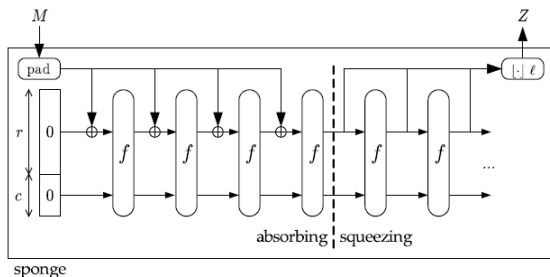 M Z
pad ⌊·⌋ ℓ
r 0 f f f f f f
...
c 0
absorbing squeezing
sponge